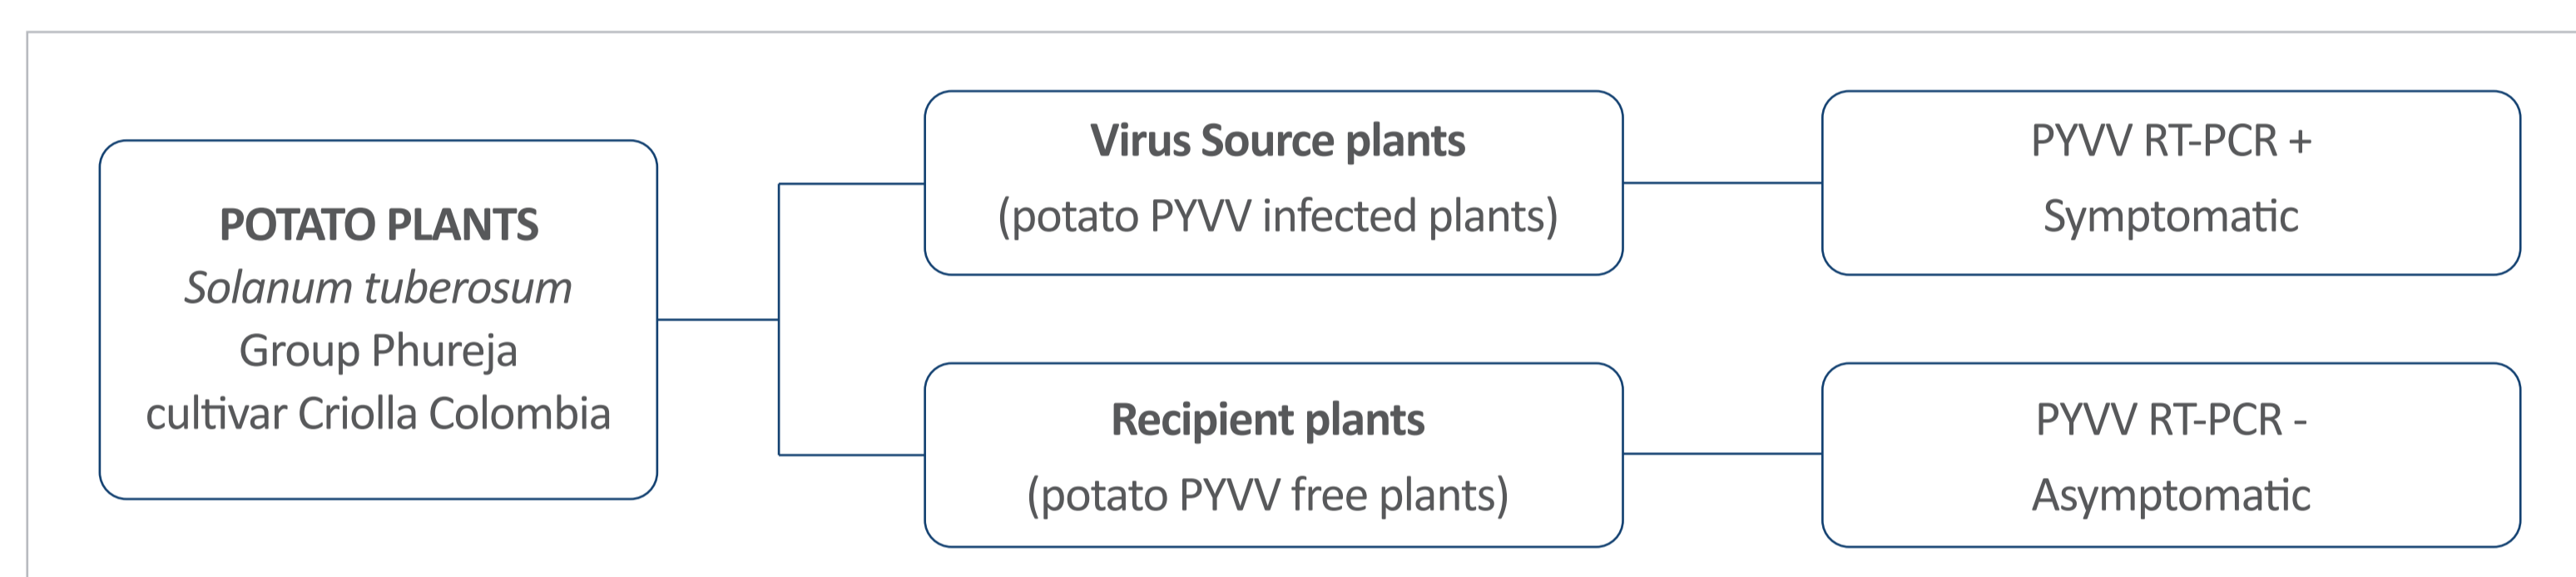 POTATO PLANTS
Solanum tuberosum
Group Phureja
cultivar Criolla Colombia
Virus Source plants
(potato PYVV infected plants)
PYVV RT-PCR +
Symptomatic
Recipient plants
(potato PYVV free plants)
PYVV RT-PCR -
Asymptomatic